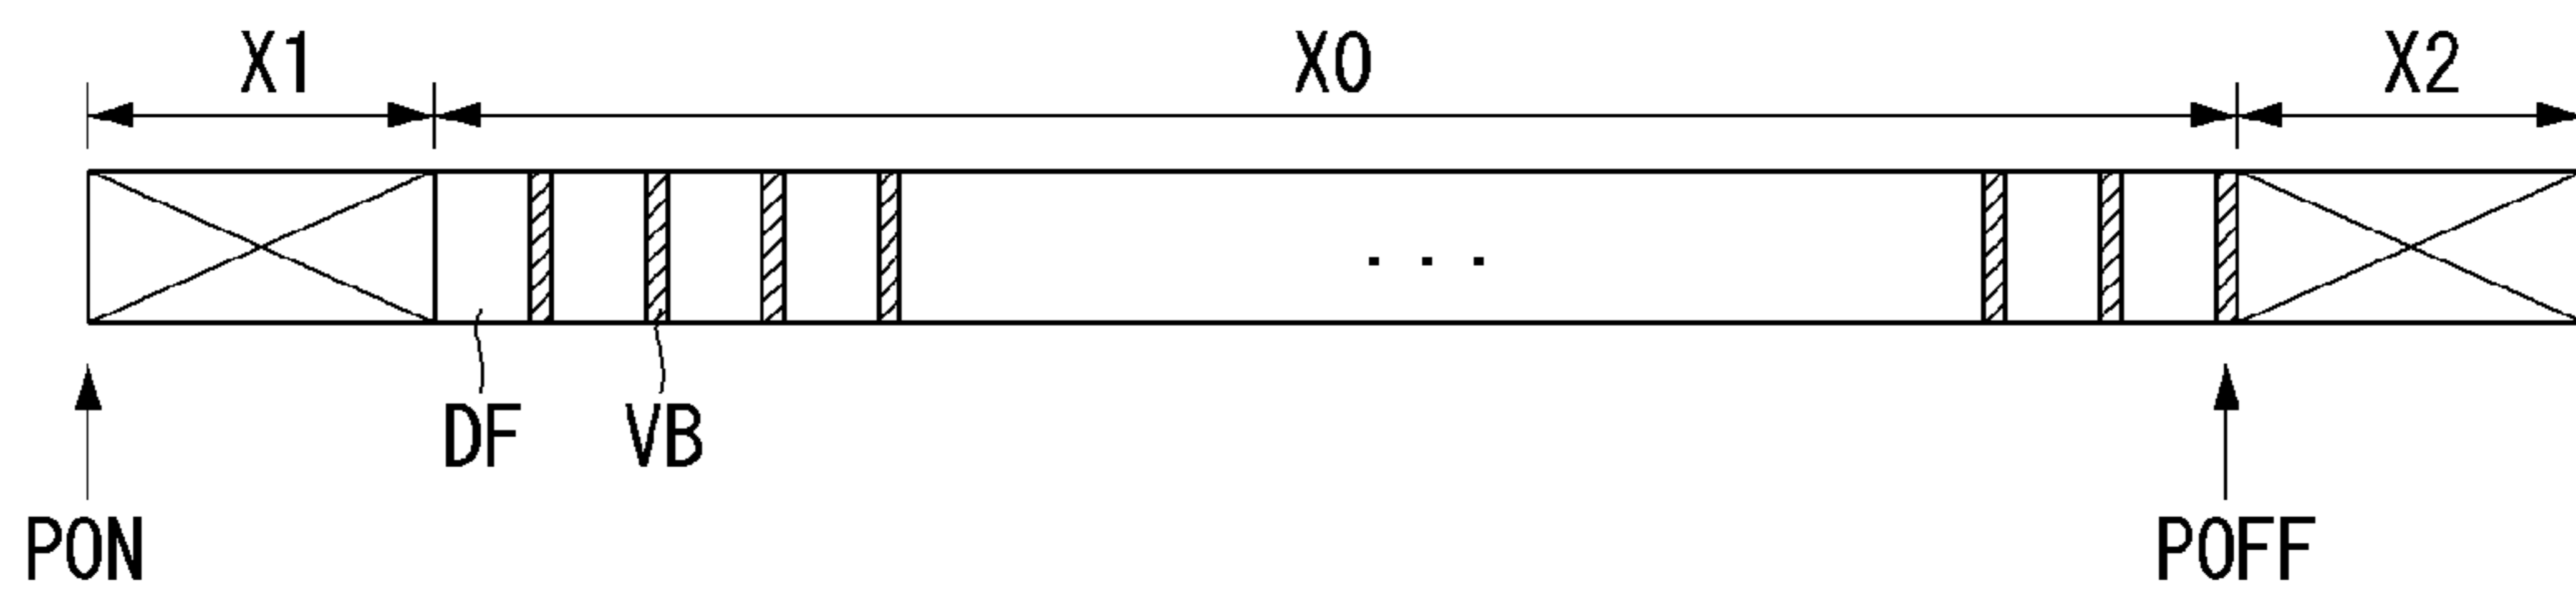 X1 X0 X2
. . .
DF VB
PON POFF